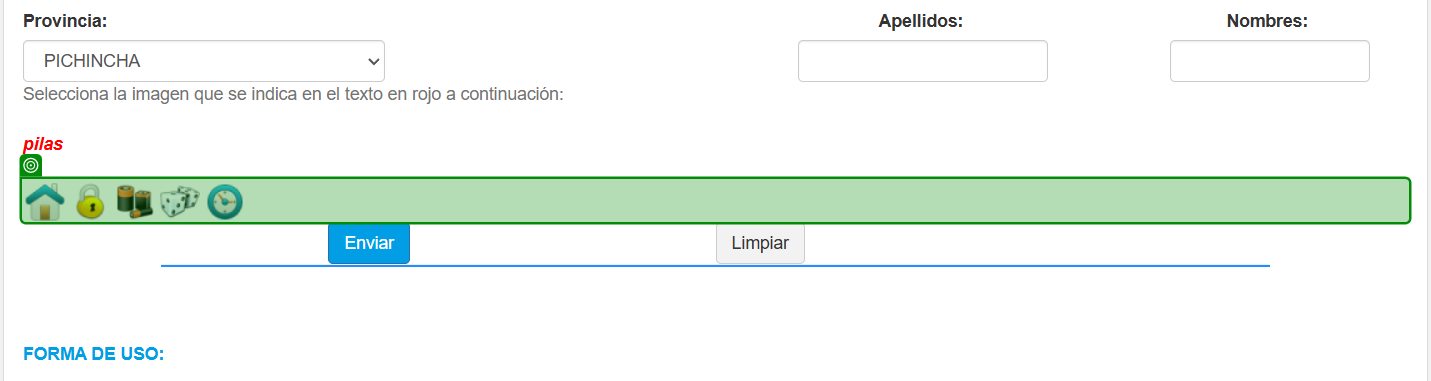 Provincia: Apellidos: Nombres:
PICHINCHA
Selecciona la imagen que se indica en el texto en rojo a continuación:
pilas
Enviar Limpiar
FORMA DE USO: